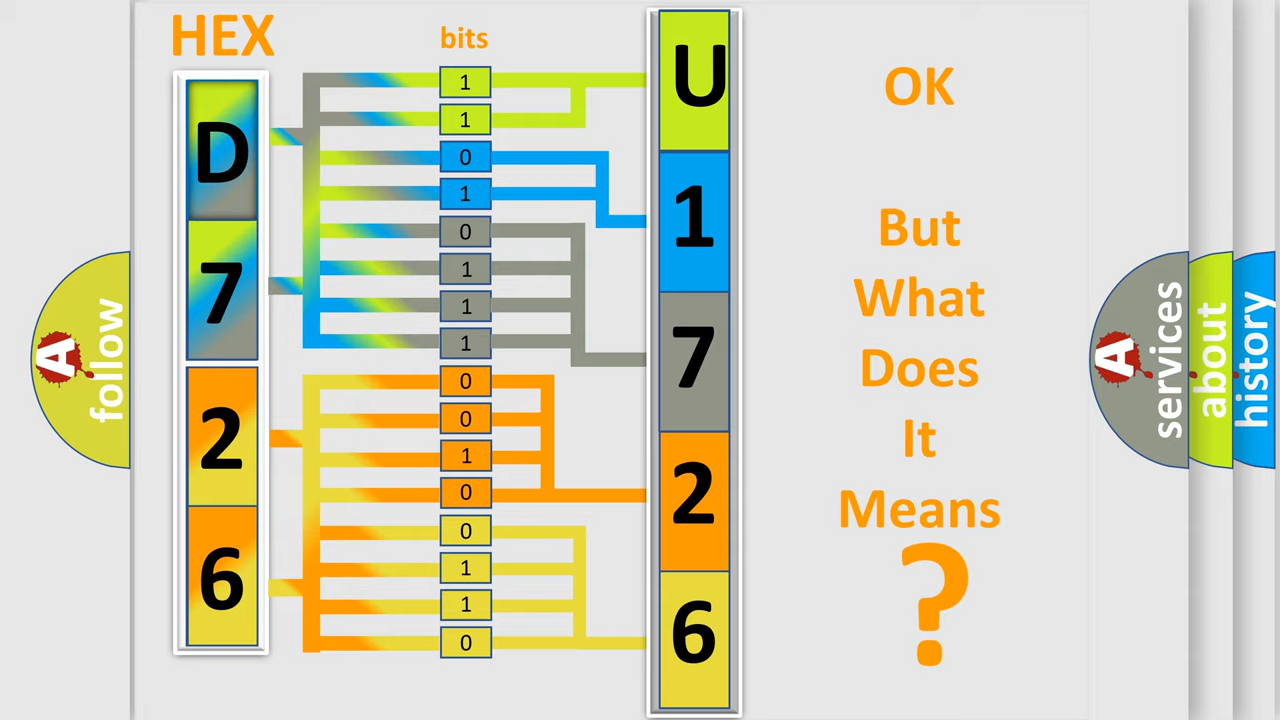 HEX
bits
D
7
2
6
1
1
0
1
0
1
1
1
0
0
1
0
0
1
1
0
U
1
7
2
6
OK
But
What
Does
It
Means
?
A
follow
A
services
about
history